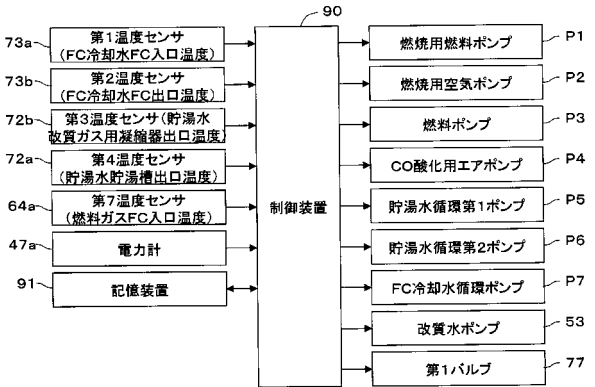 90
73a
第1温度センサ
(FC冷却水FC入口温度)
73b
第2温度センサ
(FC冷却水FC出口温度)
72b
第3温度センサ(貯湯水
改質ガス用凝縮器出口温度)
72a
第4温度センサ
(貯湯水貯湯槽出口温度)
64a
第7温度センサ
(燃料ガスFC入口温度)
47a
電力計
91
記憶装置
制御装置
燃焼用燃料ポンプ
P1
燃焼用空気ポンプ
P2
燃料ポンプ
P3
CO酸化用エアポンプ
P4
貯湯水循環第1ポンプ
P5
貯湯水循環第2ポンプ
P6
FC冷却水循環ポンプ
P7
改質水ポンプ
53
第1バルブ
77